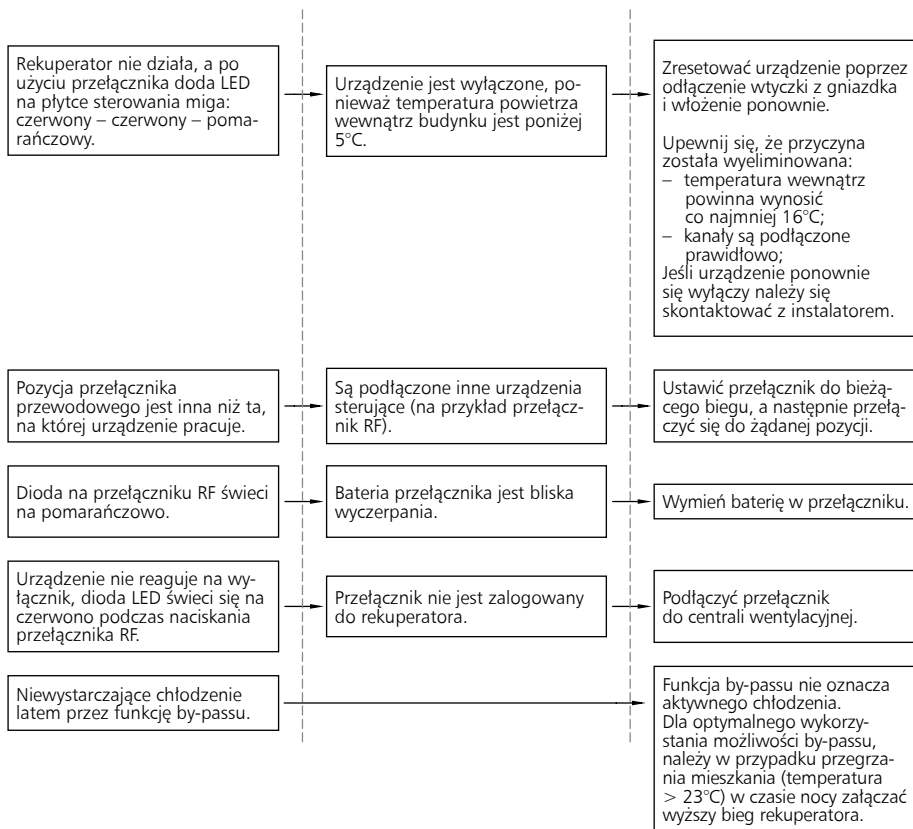 Rekuperator nie działa, a po
użyciu przełącznika doda LED
na płytce sterowania miga:
czerwony – czerwony – poma-
rańczowy.
Urządzenie jest wyłączone, po-
nieważ temperatura powietrza
wewnątrz budynku jest poniżej
5°C.
Zresetować urządzenie poprzez
odłączenie wtyczki z gniazdka
i włożenie ponownie.
Upewnij się, że przyczyna
została wyeliminowana:
– temperatura wewnątrz
powinna wynosić
co najmniej 16°C;
– kanały są podłączone
prawidłowo;
Jeśli urządzenie ponownie
się wyłączy należy się
skontaktować z instalatorem.
Pozycja przełącznika
przewodowego jest inna niż ta,
na której urządzenie pracuje.
Są podłączone inne urządzenia
sterujące (na przykład przełącz-
nik RF).
Ustawić przełącznik do bieżą-
cego biegu, a następnie przełą-
czyć się do żądanej pozycji.
Dioda na przełączniku RF świeci
na pomarańczowo.
Bateria przełącznika jest bliska
wyczerpania.
Wymień baterię w przełączniku.
Urządzenie nie reaguje na wy-
łącznik, dioda LED świeci się na
czerwono podczas naciskania
przełącznika RF.
Przełącznik nie jest zalogowany
do rekuperatora.
Podłączyć przełącznik
do centrali wentylacyjnej.
Niewystarczające chłodzenie
latem przez funkcję by-passu.
Funkcja by-passu nie oznacza
aktywnego chłodzenia.
Dla optymalnego wykorzy-
stania możliwości by-passu,
należy w przypadku przegrza-
nia mieszkania (temperatura
> 23°C) w czasie nocy załączać
wyższy bieg rekuperatora.